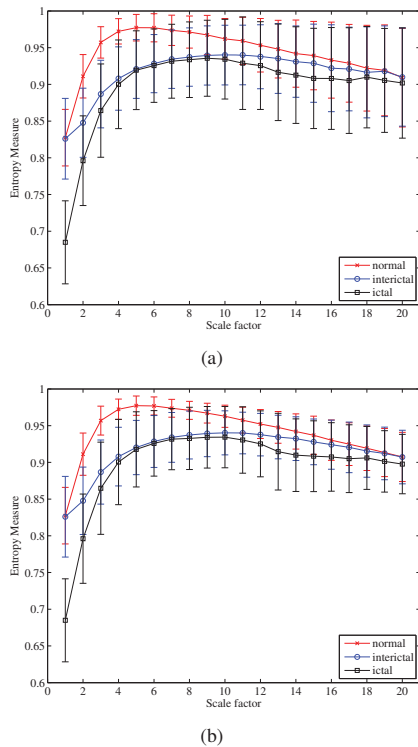 1
0.95
0.9
0.85
0.8
0.75
0.7
0.65
0.6
Entropy Measure
0 2 4 6 8 10 12 14 16 18 20
Scale factor
normal
interictal
ictal
(a)
1
0.95
0.9
0.85
0.8
0.75
0.7
0.65
0.6
Entropy Measure
0 2 4 6 8 10 12 14 16 18 20
Scale factor
normal
interictal
ictal
(b)